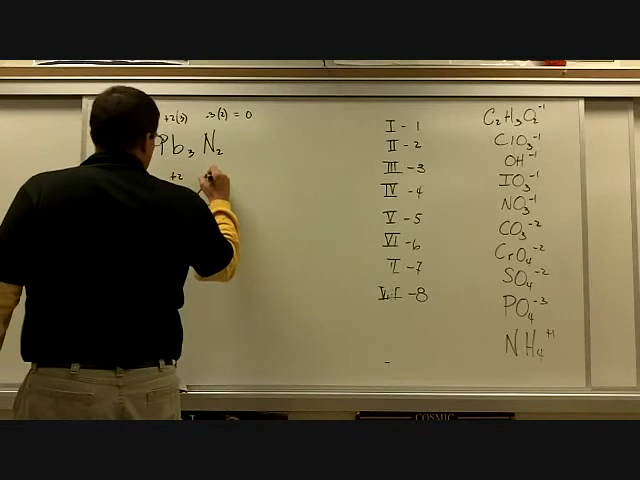 +2(3) -3(2) = 0
Pb3 N2
+2
I - 1
II - 2
III - 3
IV - 4
V - 5
VI - 6
- 7
- 8
C2H3O2-1
ClO3-1
OH-1
IO3-1
NO3-1
CO3-2
CrO4-2
SO4-2
PO4-3
NH4+1
COSMIC